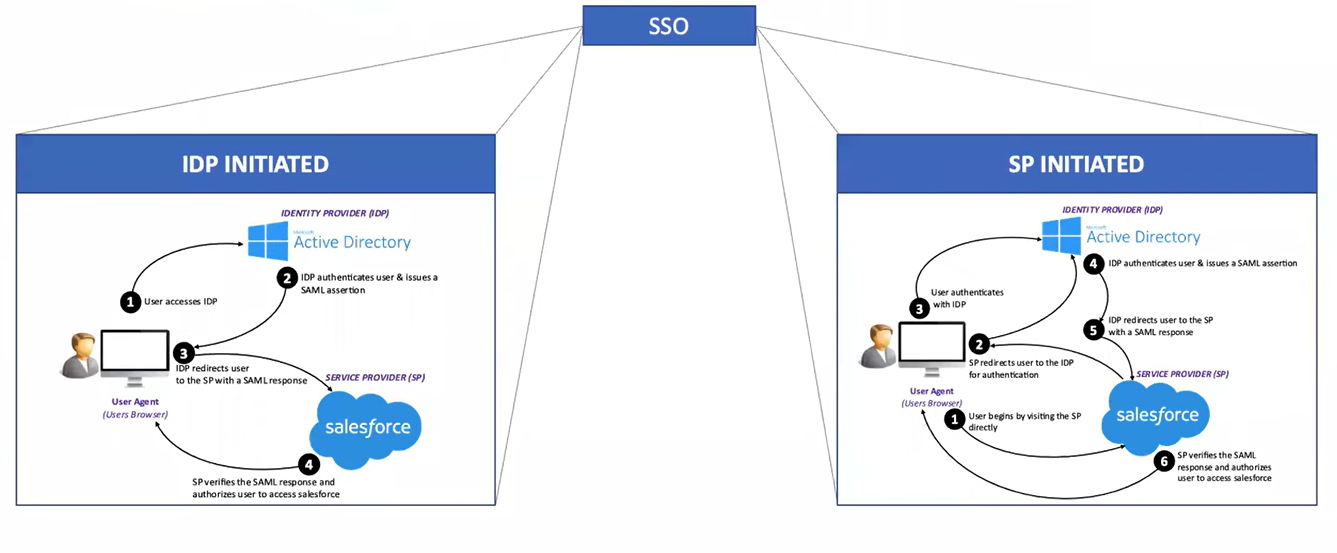 SSO
IDP INITIATED
IDENTITY PROVIDER (IDP)
Microsoft
Active Directory
2 IDP authenticates user & issues a
SAML assertion
1 User accesses IDP
3
IDP redirects user
to the SP with a SAML response
SERVICE PROVIDER (SP)
User Agent
(Users Browser)
salesforce
4
SP verifies the SAML response and
authorizes user to access salesforce
SP INITIATED
IDENTITY PROVIDER (IDP)
Microsoft
Active Directory
4 IDP authenticates user & issues a SAML assertion
3 User authenticates
with IDP
5 IDP redirects user to the SP
with a SAML response
2
SP redirects user to the IDP
for authentication
SERVICE PROVIDER (SP)
User Agent
(Users Browser)
salesforce
1 User begins by visiting the SP
directly
6 SP verifies the SAML
response and authorizes
user to access salesforce